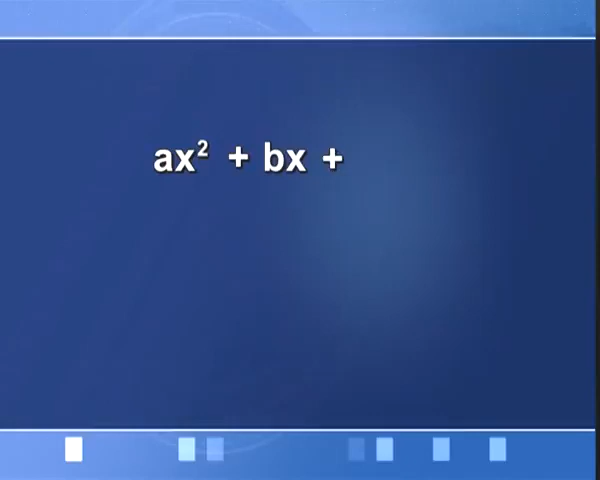 ax² + bx +